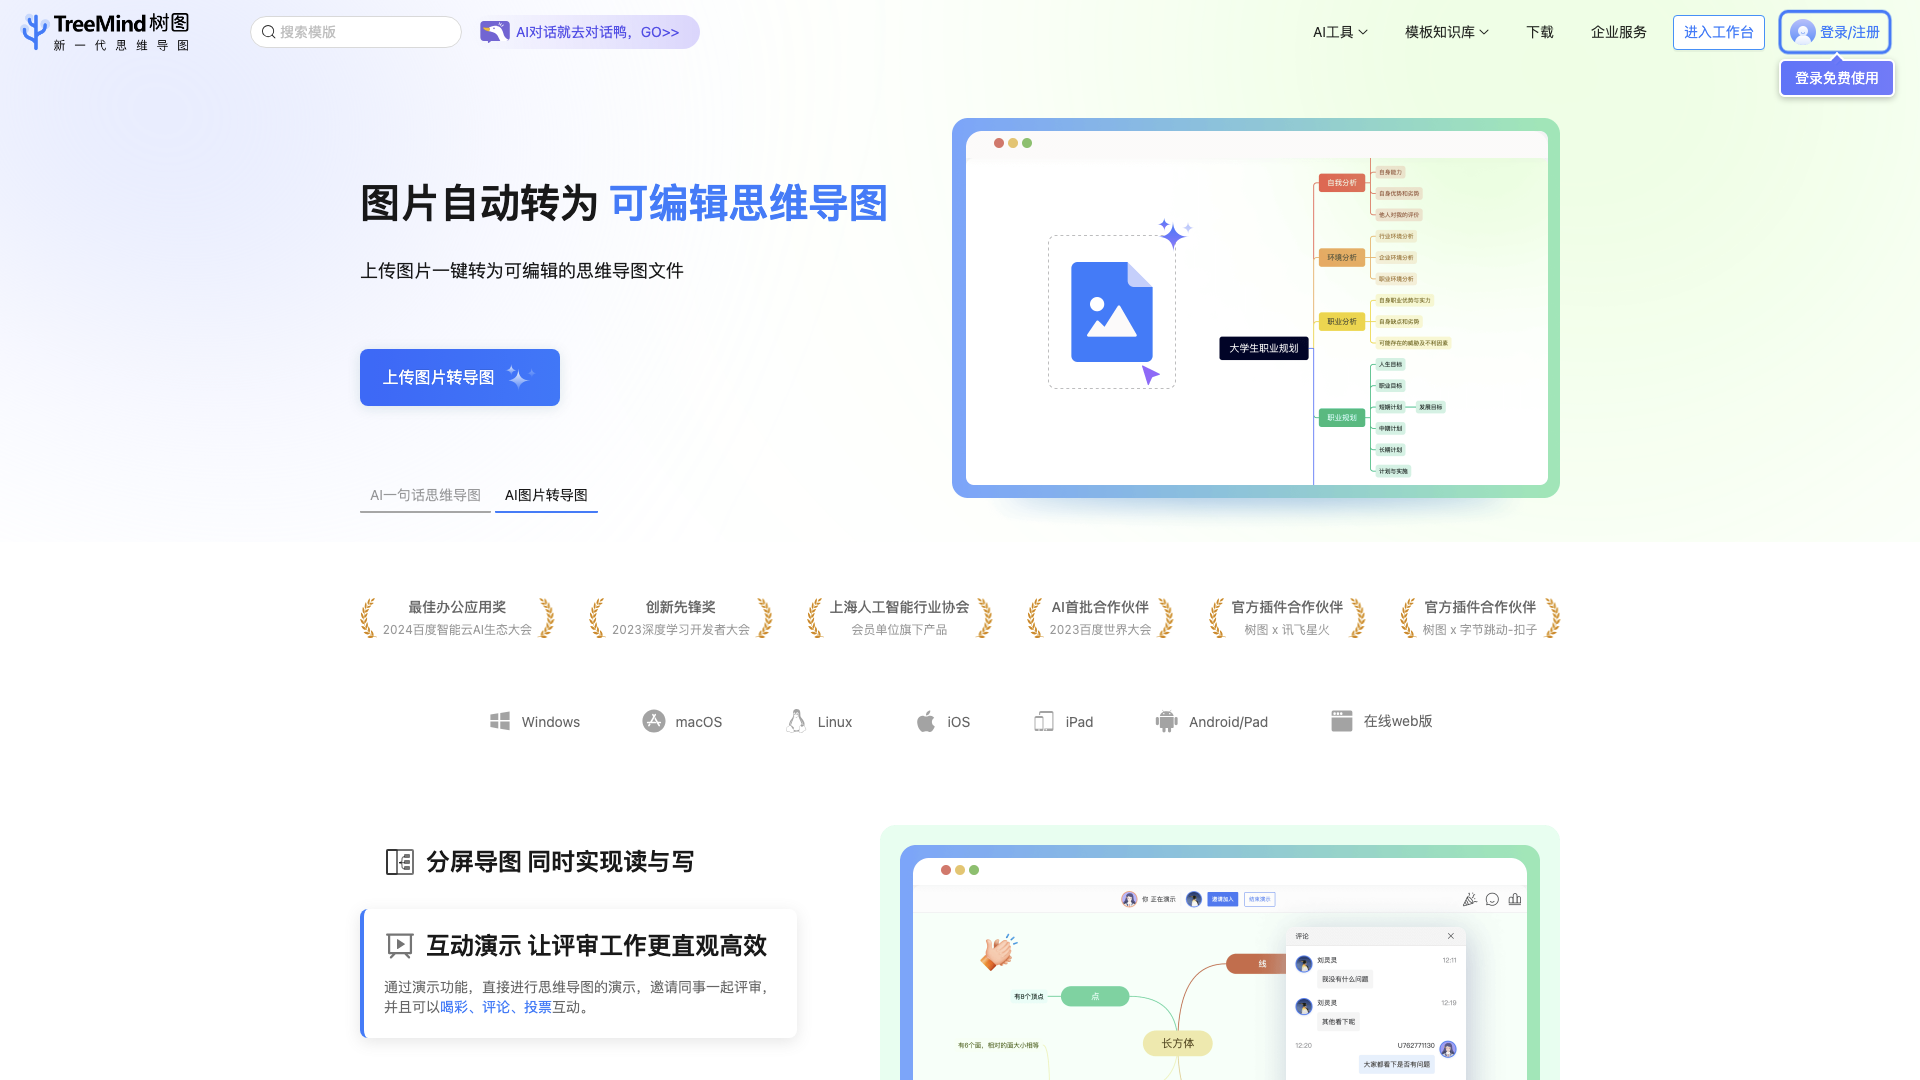 TreeMind树图
新一代思维导图
搜索模版
AI对话就去对话鸭，GO>>
AI工具
模板知识库
下载
企业服务
进入工作台
登录/注册
登录免费使用
图片自动转为 可编辑思维导图
上传图片一键转为可编辑的思维导图文件
上传图片转导图
AI一句话思维导图
AI图片转导图
大学生职业规划
自我分析
自身能力
自身优势和劣势
他人对我的评价
环境分析
行业环境分析
企业环境分析
职业环境分析
职业分析
自身职业优势与实力
自身缺点和劣势
可能存在的威胁及不利因素
职业规划
人生目标
职业目标
短期计划
发展目标
中期计划
长期计划
计划与实施
最佳办公应用奖
2024百度智能云AI生态大会
创新先锋奖
2023深度学习开发者大会
上海人工智能行业协会
会员单位旗下产品
AI首批合作伙伴
2023百度世界大会
官方插件合作伙伴
树图 x 讯飞星火
官方插件合作伙伴
树图 x 字节跳动-扣子
Windows
macOS
Linux
iOS
iPad
Android/Pad
在线web版
分屏导图 同时实现读与写
互动演示 让评审工作更直观高效
通过演示功能，直接进行思维导图的演示，邀请同事一起评审，
并且可以喝彩、评论、投票互动。
你 正在演示
邀请加入
结束演示
线
有8个顶点
点
长方体
有6个面，相对的面大小相等
评论
刘灵灵
12:11
我没有什么问题
刘灵灵
12:19
其他看下呢
12:20
U762771130
大家都看下是否有问题